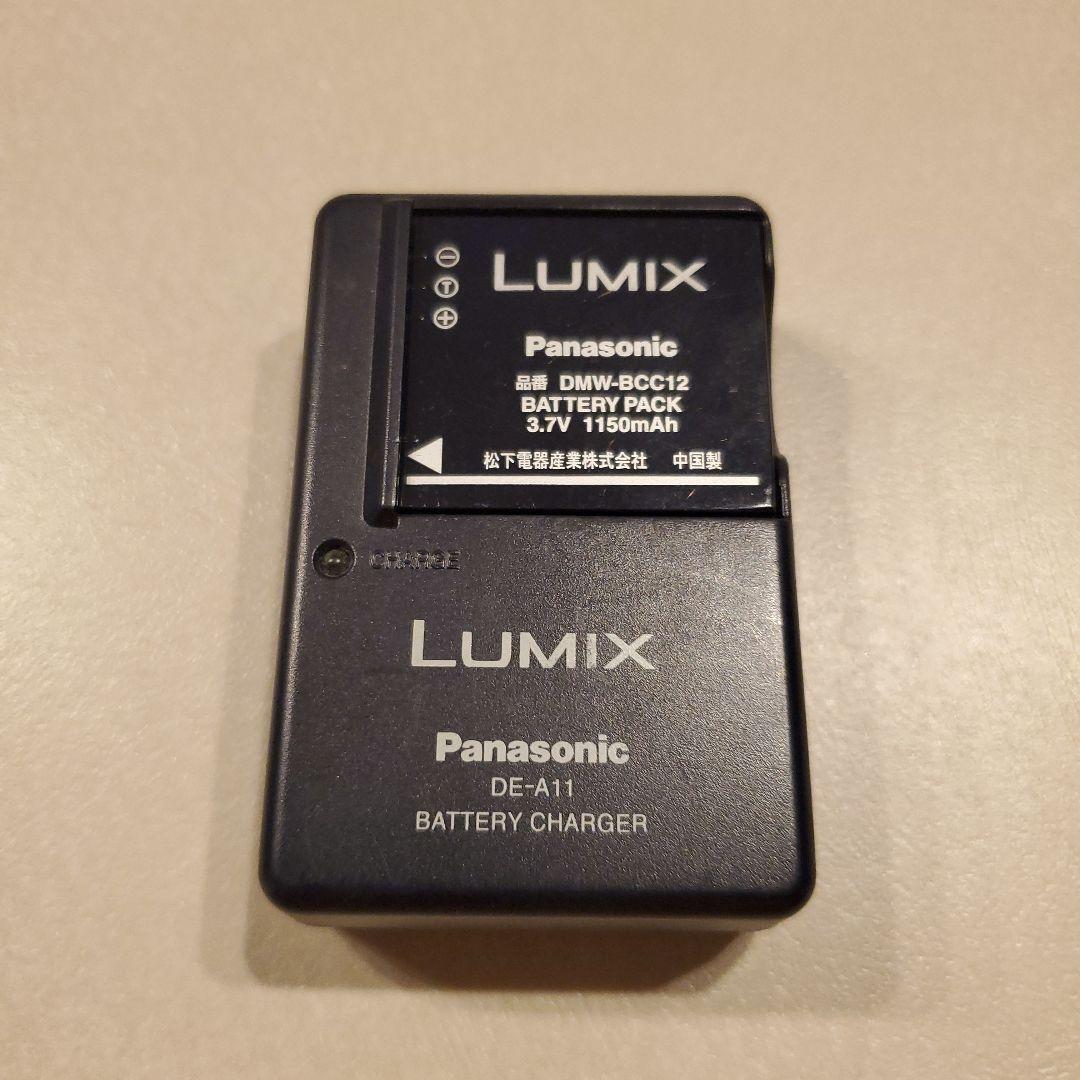 LUMIX
T
Panasonic
品番 DMW-BCC12
BATTERY PACK
3.7V 1150mAh
松下電器産業株式会社 中国製
CHARGE
LUMIX
Panasonic
DE-A11
BATTERY CHARGER